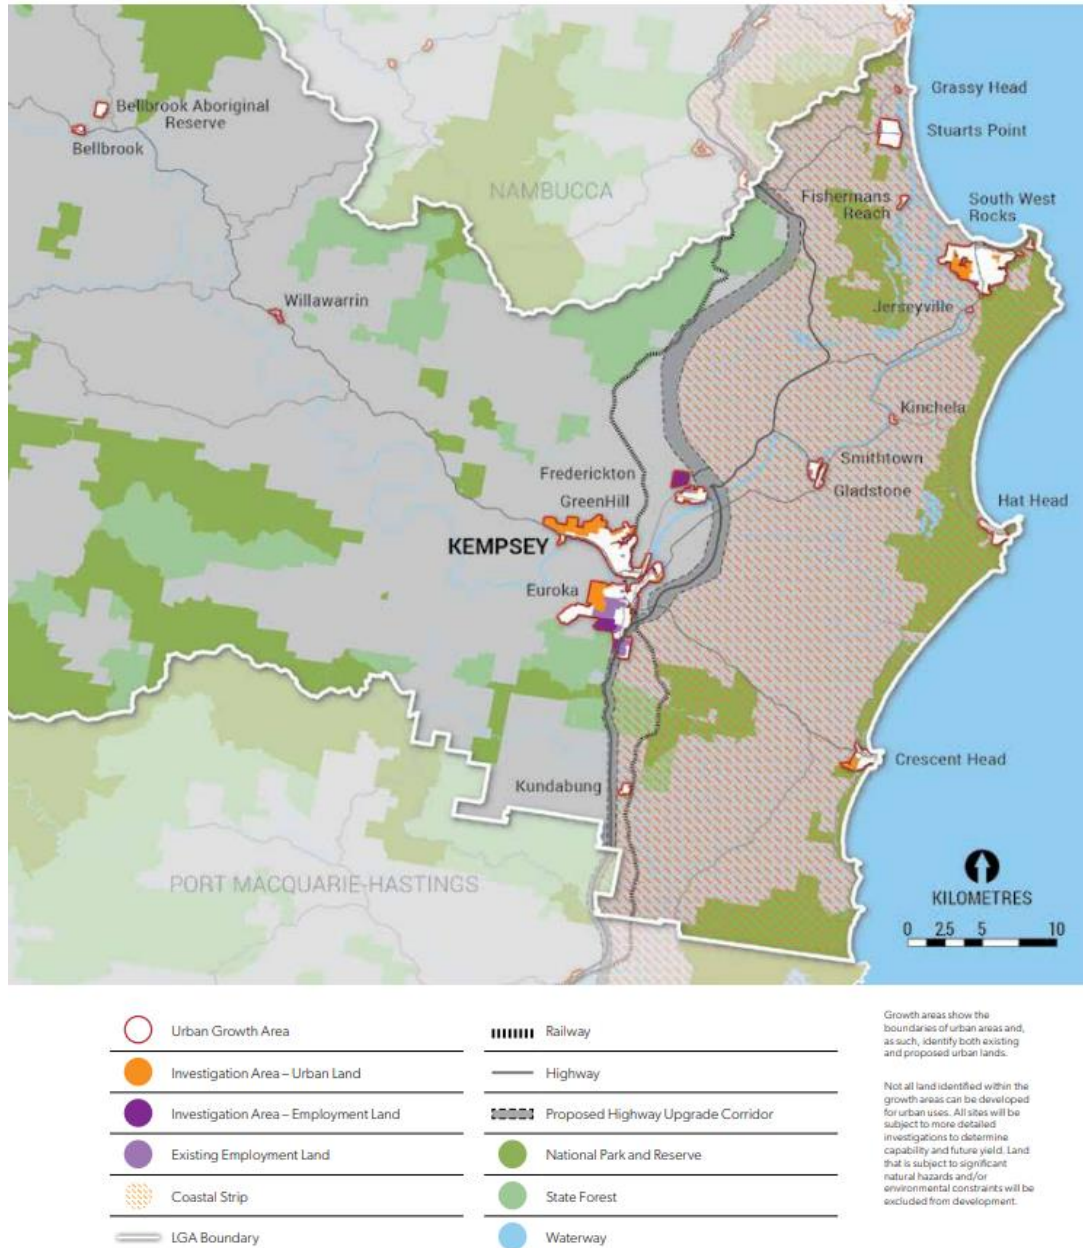 Grassy Head
Bellbrook Aboriginal
Reserve
Stuarts Point
Bellbrook
NAMBUCCA
Fishermans
Reach
South West
Rocks
Willawarrin
Jerseyville
Kinchela
Smithtown
Frederickton
Gladstone
GreenHill
Hat Head
KEMPSEY
Euroka
Crescent Head
Kundabung
PORT MACQUARIE-HASTINGS
KILOMETRES
0 2.5 5 10
Urban Growth Area
Investigation Area – Urban Land
Investigation Area – Employment Land
Existing Employment Land
Coastal Strip
LGA Boundary
Railway
Highway
Proposed Highway Upgrade Corridor
National Park and Reserve
State Forest
Waterway
Growth areas show the
boundaries of urban areas and,
as such, identify both existing
and proposed urban lands.
Not all land identified within the
growth areas can be developed
for urban uses. All sites will be
subject to more detailed
investigations to determine
capability and future yield. Land
that is subject to significant
natural hazards and/or
environmental constraints will be
excluded from development.